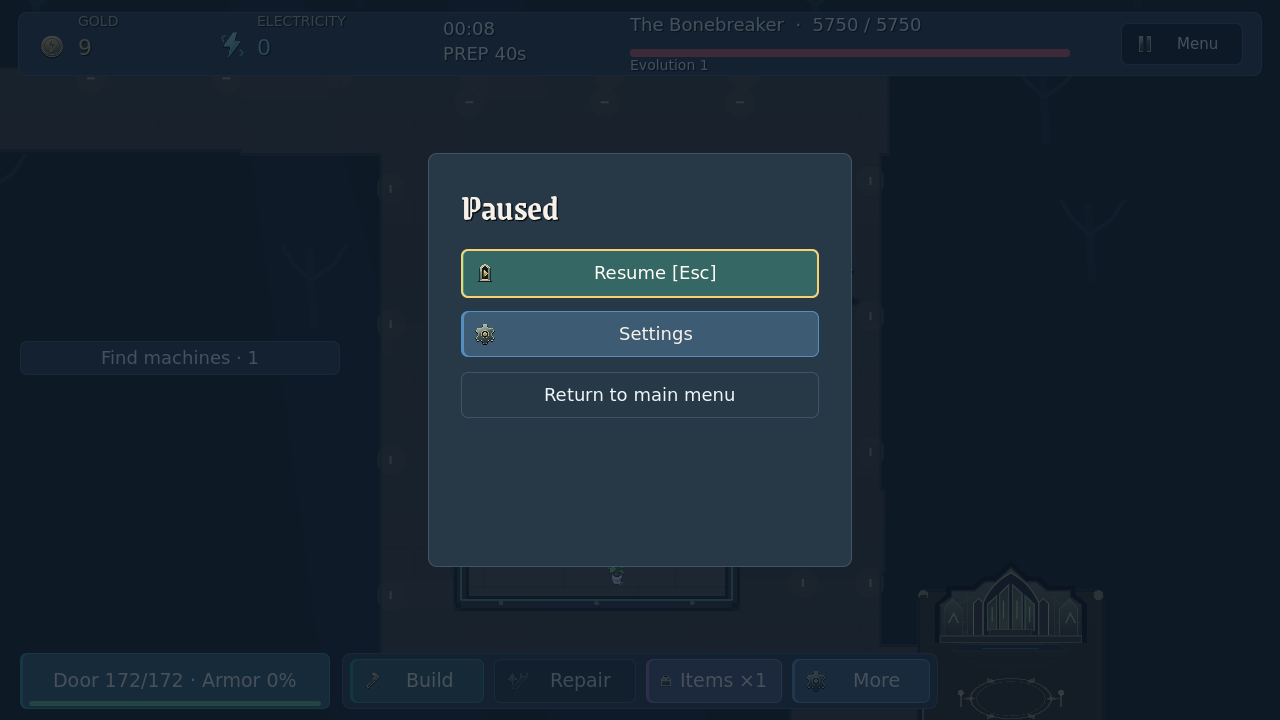 GOLD
9
ELECTRICITY
0
00:08
PREP 40s
The Bonebreaker · 5750 / 5750
Evolution 1
Menu
Paused
Resume [Esc]
Settings
Return to main menu
Find machines · 1
Door 172/172 · Armor 0%
Build
Repair
Items ×1
More